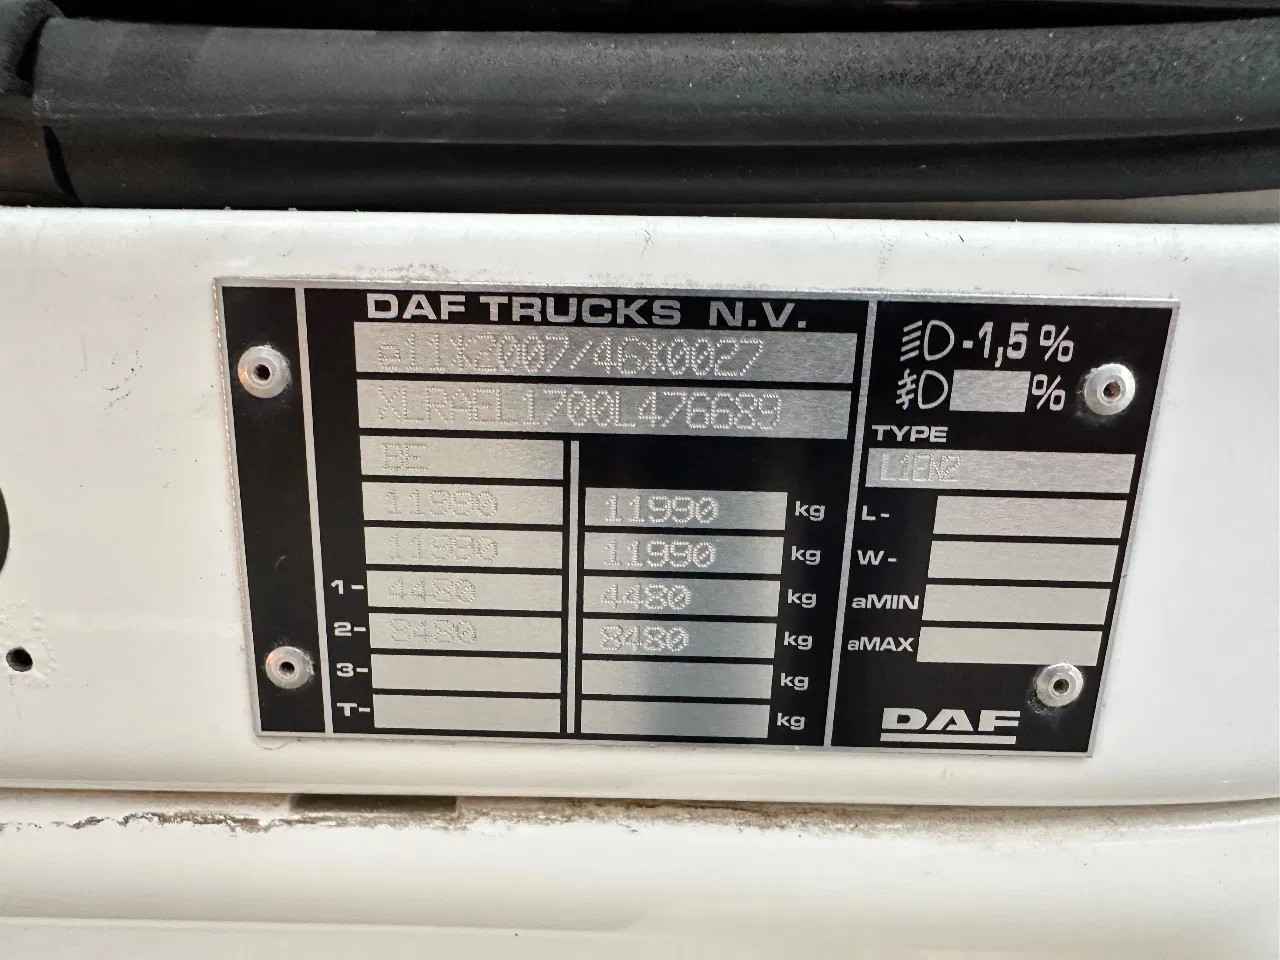 DAF TRUCKS N.V.
e11*2007/46*0027
XLRAEL1700L476689
BE
11990 11990 kg
11990 11990 kg
1- 4480 4480 kg
2- 8480 8480 kg
3- kg
T- kg
-1,5%
%
TYPE
L1EN2
L-
W-
aMIN
aMAX
DAF